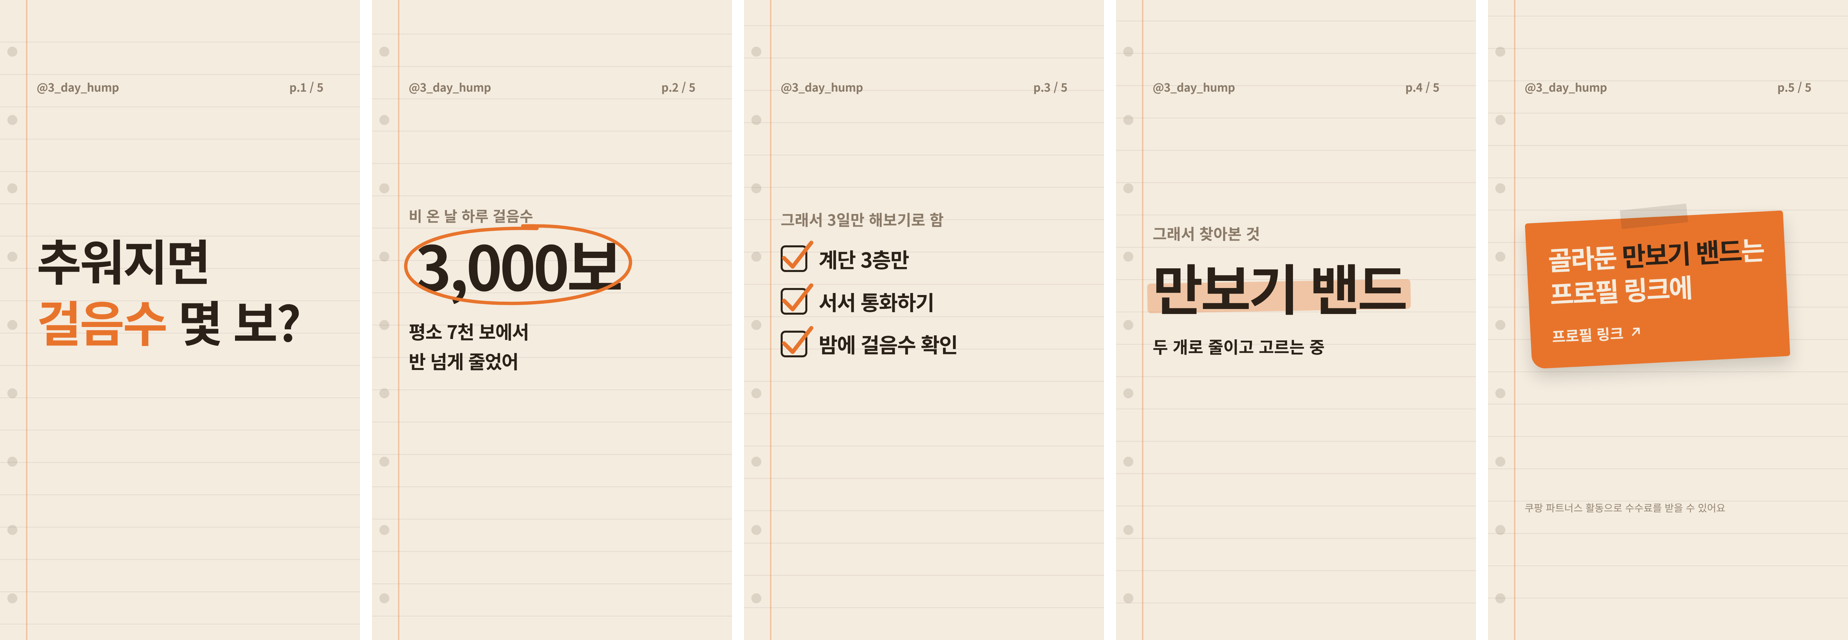 @3_day_hump
p.1 / 5
추워지면
걸음수 몇 보?
@3_day_hump
p.2 / 5
비 온 날 하루 걸음수
3,000보
평소 7천 보에서
반 넘게 줄었어
@3_day_hump
p.3 / 5
그래서 3일만 해보기로 함
계단 3층만
서서 통화하기
밤에 걸음수 확인
@3_day_hump
p.4 / 5
그래서 찾아본 것
만보기 밴드
두 개로 줄이고 고르는 중
@3_day_hump
p.5 / 5
골라둔 만보기 밴드는
프로필 링크에
프로필 링크 ↗
쿠팡 파트너스 활동으로 수수료를 받을 수 있어요